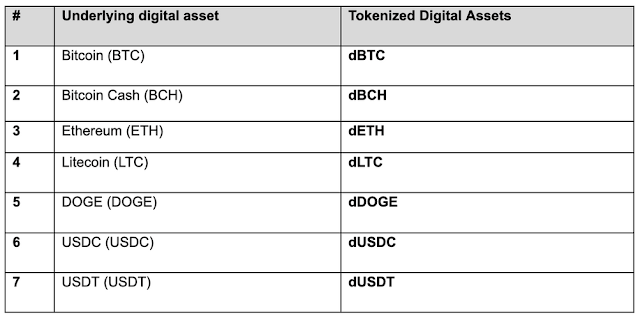 # Underlying digital asset Tokenized Digital Assets
1 Bitcoin (BTC) dBTC
2 Bitcoin Cash (BCH) dBCH
3 Ethereum (ETH) dETH
4 Litecoin (LTC) dLTC
5 DOGE (DOGE) dDOGE
6 USDC (USDC) dUSDC
7 USDT (USDT) dUSDT